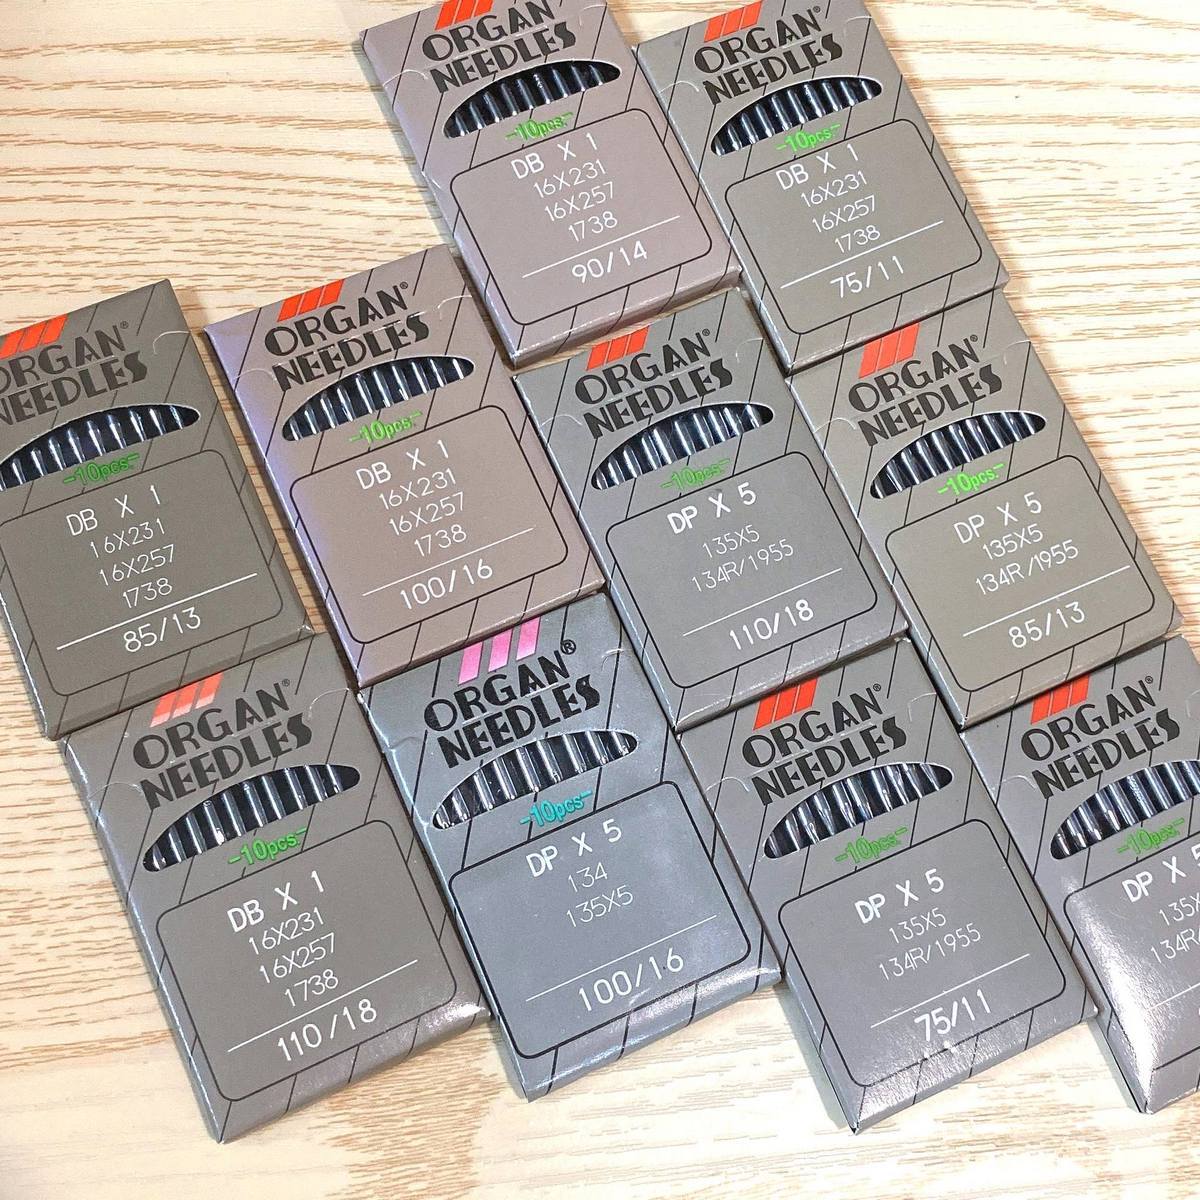 ORGAN
NEEDLES
-10pcs.-
DB X 1
16X231
16X257
1738
90/14
ORGAN
NEEDLES
-10pcs.-
DB X 1
16X231
16X257
1738
75/11
ORGAN®
NEEDLES
-10pcs.-
DB X 1
16X231
16X257
1738
85/13
ORGAN®
NEEDLES
-10pcs.-
DB X 1
16X231
16X257
1738
100/16
ORGAN®
NEEDLES
-10pcs.-
DP X 5
135X5
134R/1955
110/18
ORGAN®
NEEDLES
-10pcs.-
DP X 5
135X5
134R/1955
85/13
ORGAN®
NEEDLES
-10pcs.-
DB X 1
16X231
16X257
1738
110/18
ORGAN®
NEEDLES
-10pcs-
DP X 5
134
135X5
100/16
ORGAN®
NEEDLES
-10pcs.-
DP X 5
135X5
134R/1955
75/11
ORGAN®
NEEDLES
-10pcs.-
DP X